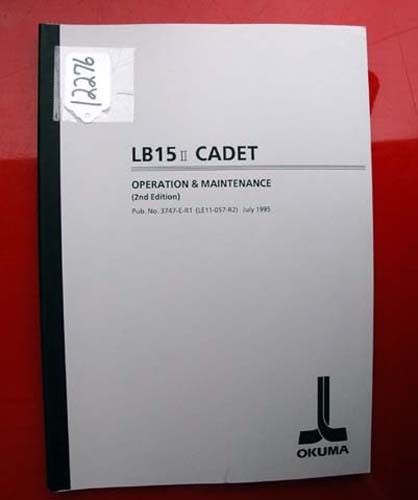 12276
LB15 II CADET
OPERATION & MAINTENANCE
(2nd Edition)
Pub. No. 3747-E-R1 (LE11-057-R2) July 1995
OKUMA